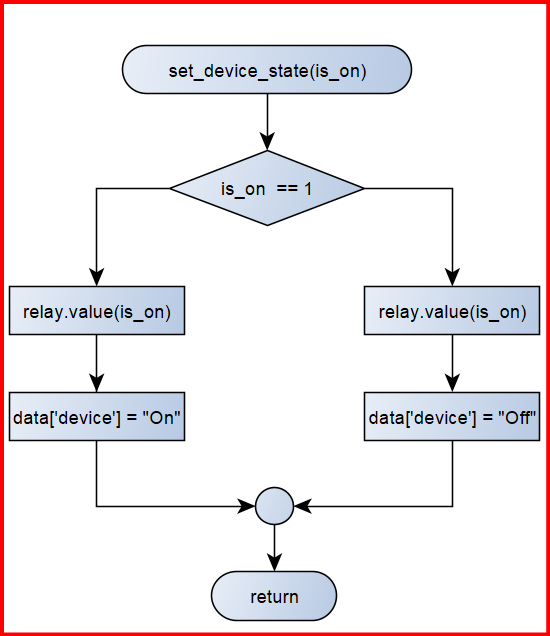 set_device_state(is_on)
is_on  == 1
relay.value(is_on)
relay.value(is_on)
data['device'] = "On"
data['device'] = "Off"
return